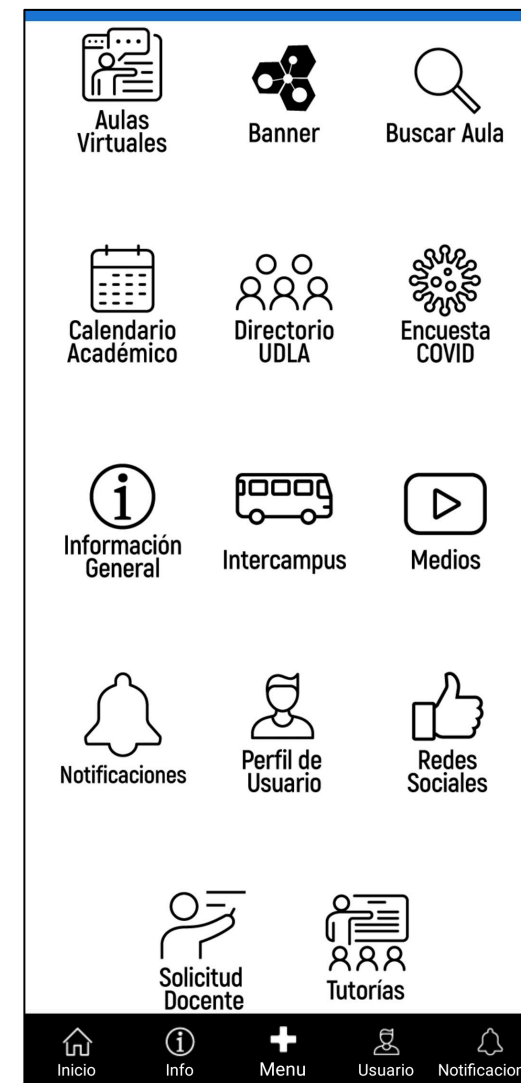 Aulas
Virtuales
Banner
Buscar Aula
Calendario
Académico
Directorio
UDLA
Encuesta
COVID
Información
General
Intercampus
Medios
Notificaciones
Perfil de
Usuario
Redes
Sociales
Solicitud
Docente
Tutorías
Inicio
Info
Menu
Usuario
Notificacion